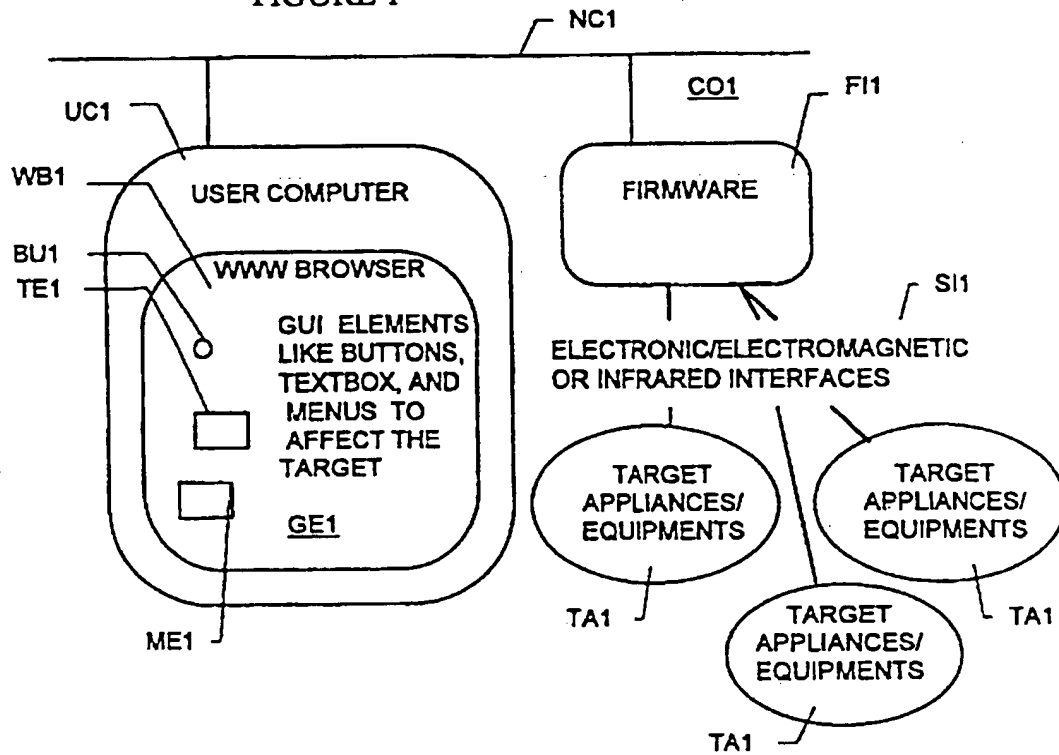 FIGURE 1
NC1
CO1
FI1
UC1
WB1
USER COMPUTER
FIRMWARE
BU1
WWW BROWSER
TE1
SI1
GUI ELEMENTS
LIKE BUTTONS,
TEXTBOX, AND
MENUS TO
AFFECT THE
TARGET
ELECTRONIC/ELECTROMAGNETIC
OR INFRARED INTERFACES
TARGET
APPLIANCES/
EQUIPMENTS
TARGET
APPLIANCES/
EQUIPMENTS
GE1
TA1
TA1
TARGET
APPLIANCES/
EQUIPMENTS
ME1
TA1